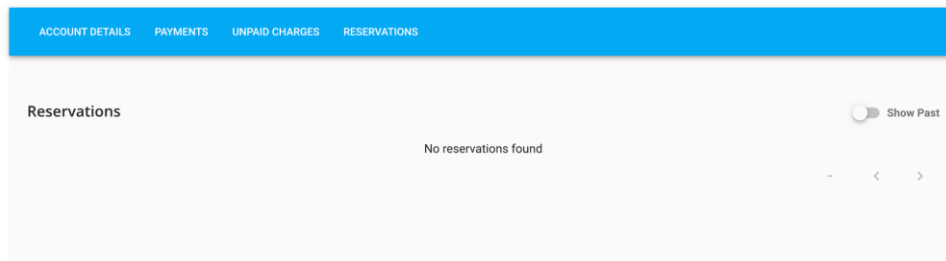 ACCOUNT DETAILS PAYMENTS UNPAID CHARGES RESERVATIONS
Reservations
Show Past
No reservations found
- < >